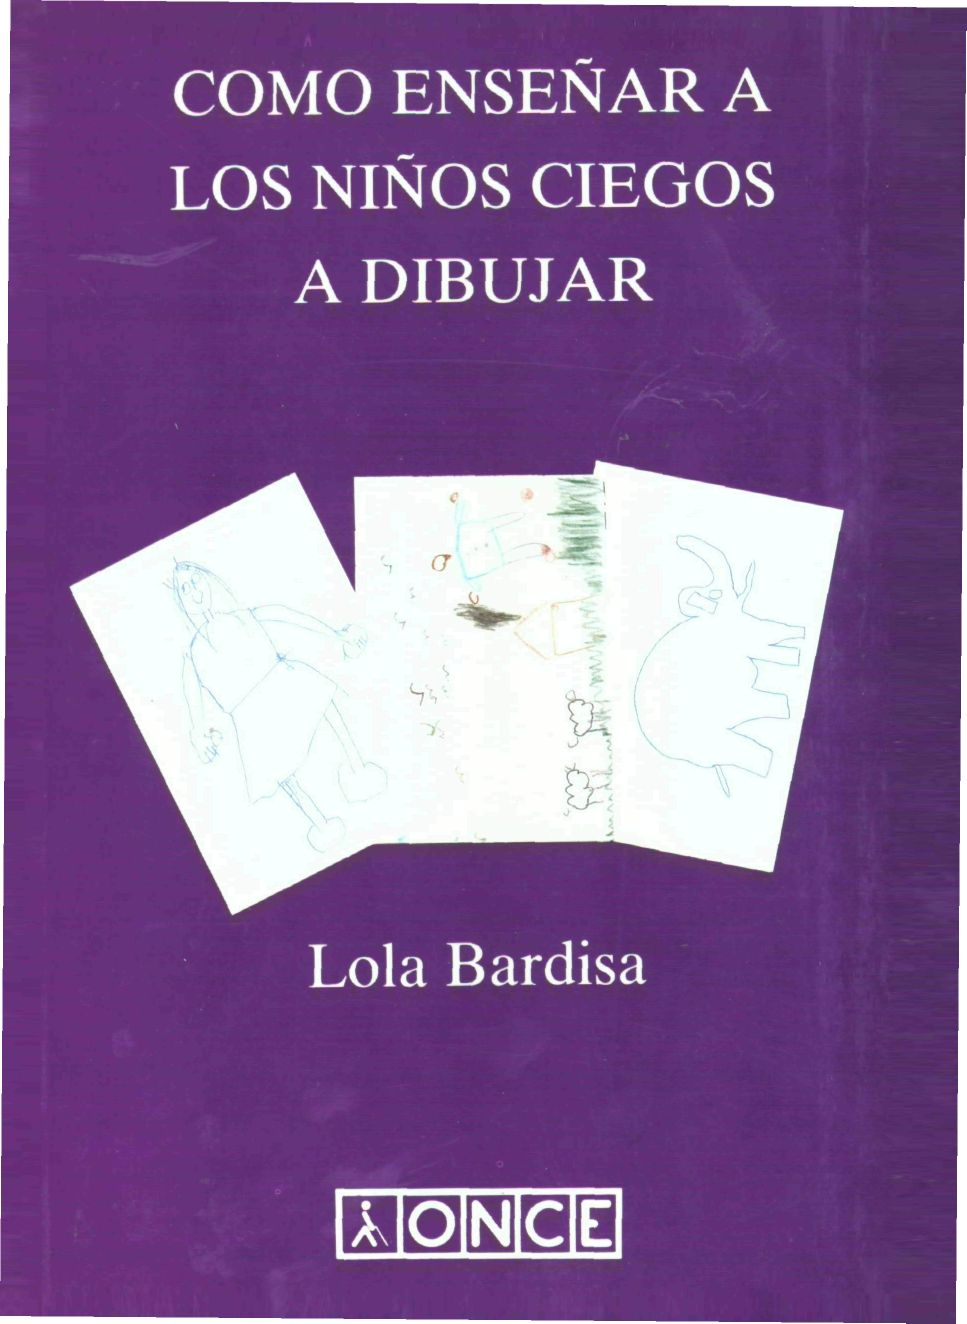 COMO ENSEÑAR A
LOS NIÑOS CIEGOS
A DIBUJAR
Lola Bardisa
ONCE